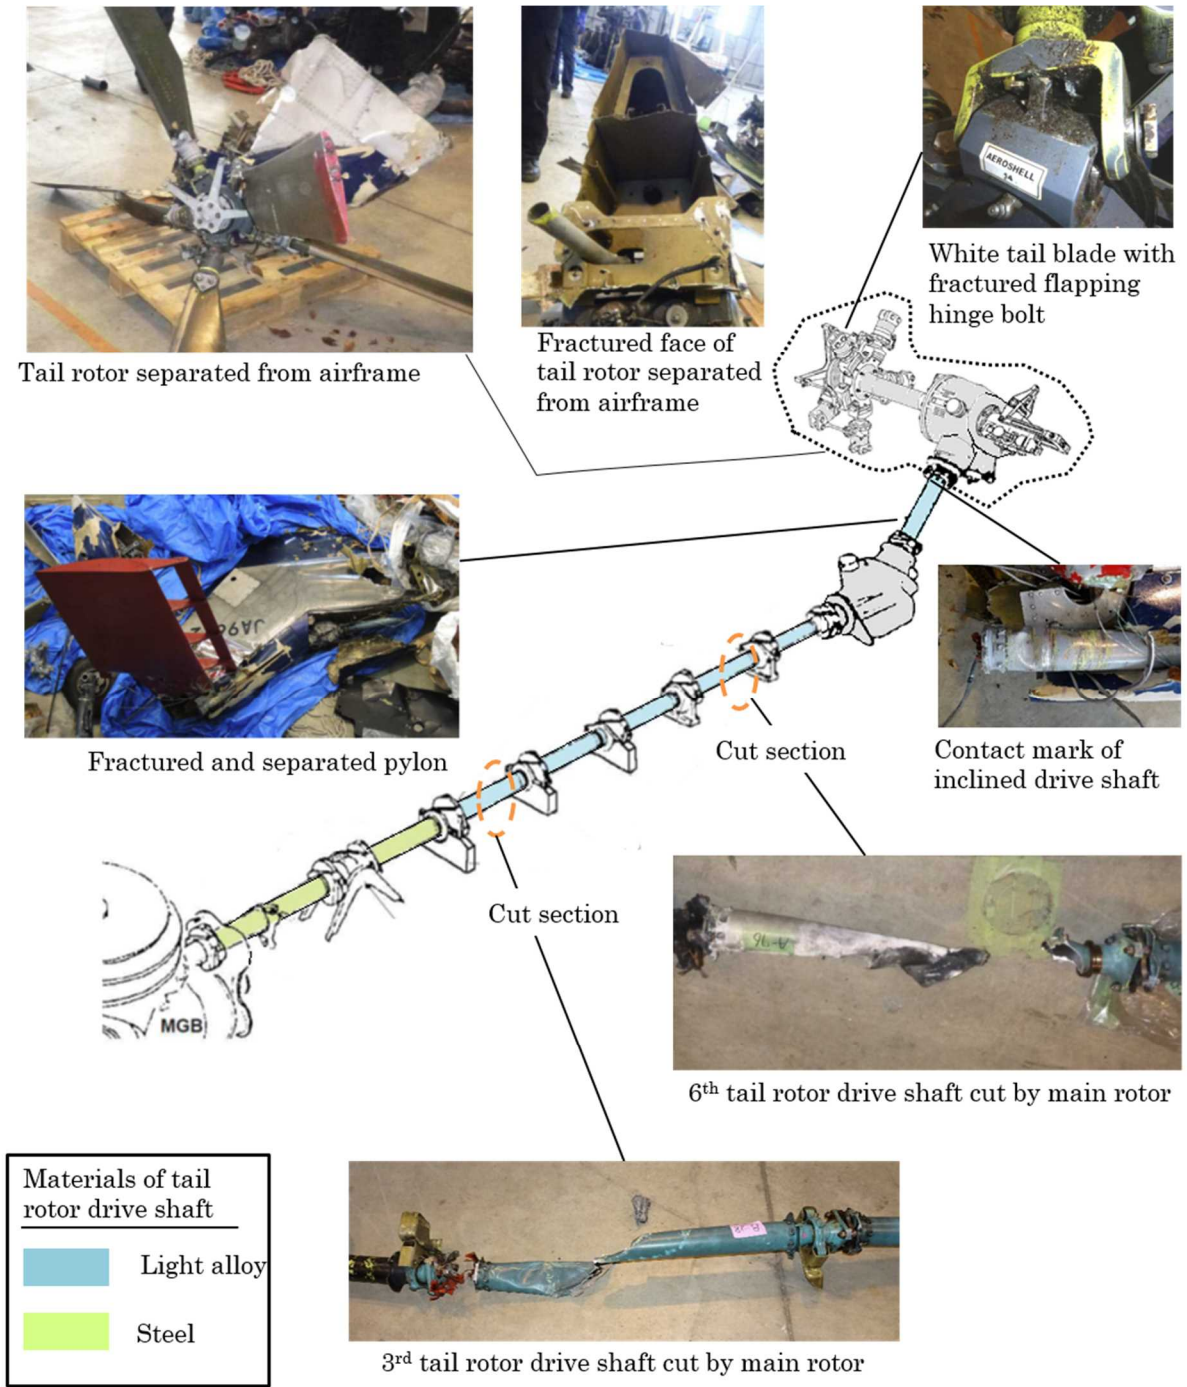 AEROSHELL
14
White tail blade with
fractured flapping
hinge bolt
Tail rotor separated from airframe
Fractured face of
tail rotor separated
from airframe
JA96
Fractured and separated pylon
Cut section
Contact mark of
inclined drive shaft
Cut section
MGB
A-96
6th tail rotor drive shaft cut by main rotor
Materials of tail
rotor drive shaft
Light alloy
Steel
3rd tail rotor drive shaft cut by main rotor